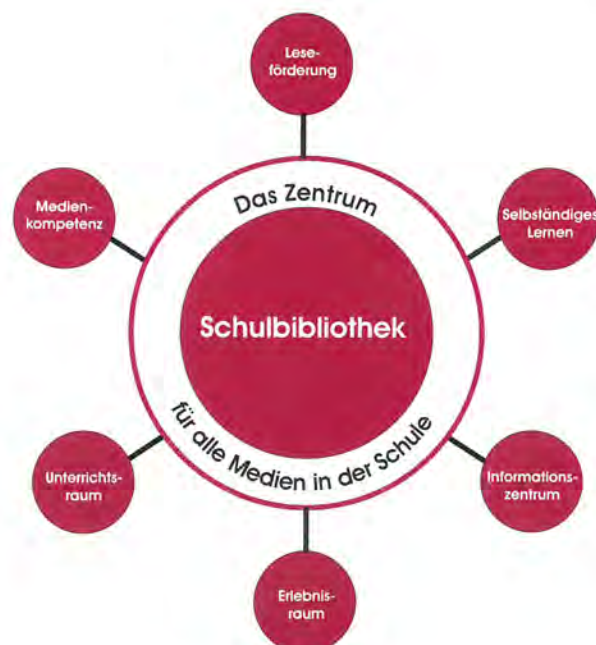 Lese-
förderung
Medien-
kompetenz
Selbständiges
Lernen
Das Zentrum
Schulbibliothek
für alle Medien in der Schule
Unterrichts-
raum
Informations-
zentrum
Erlebnis-
raum